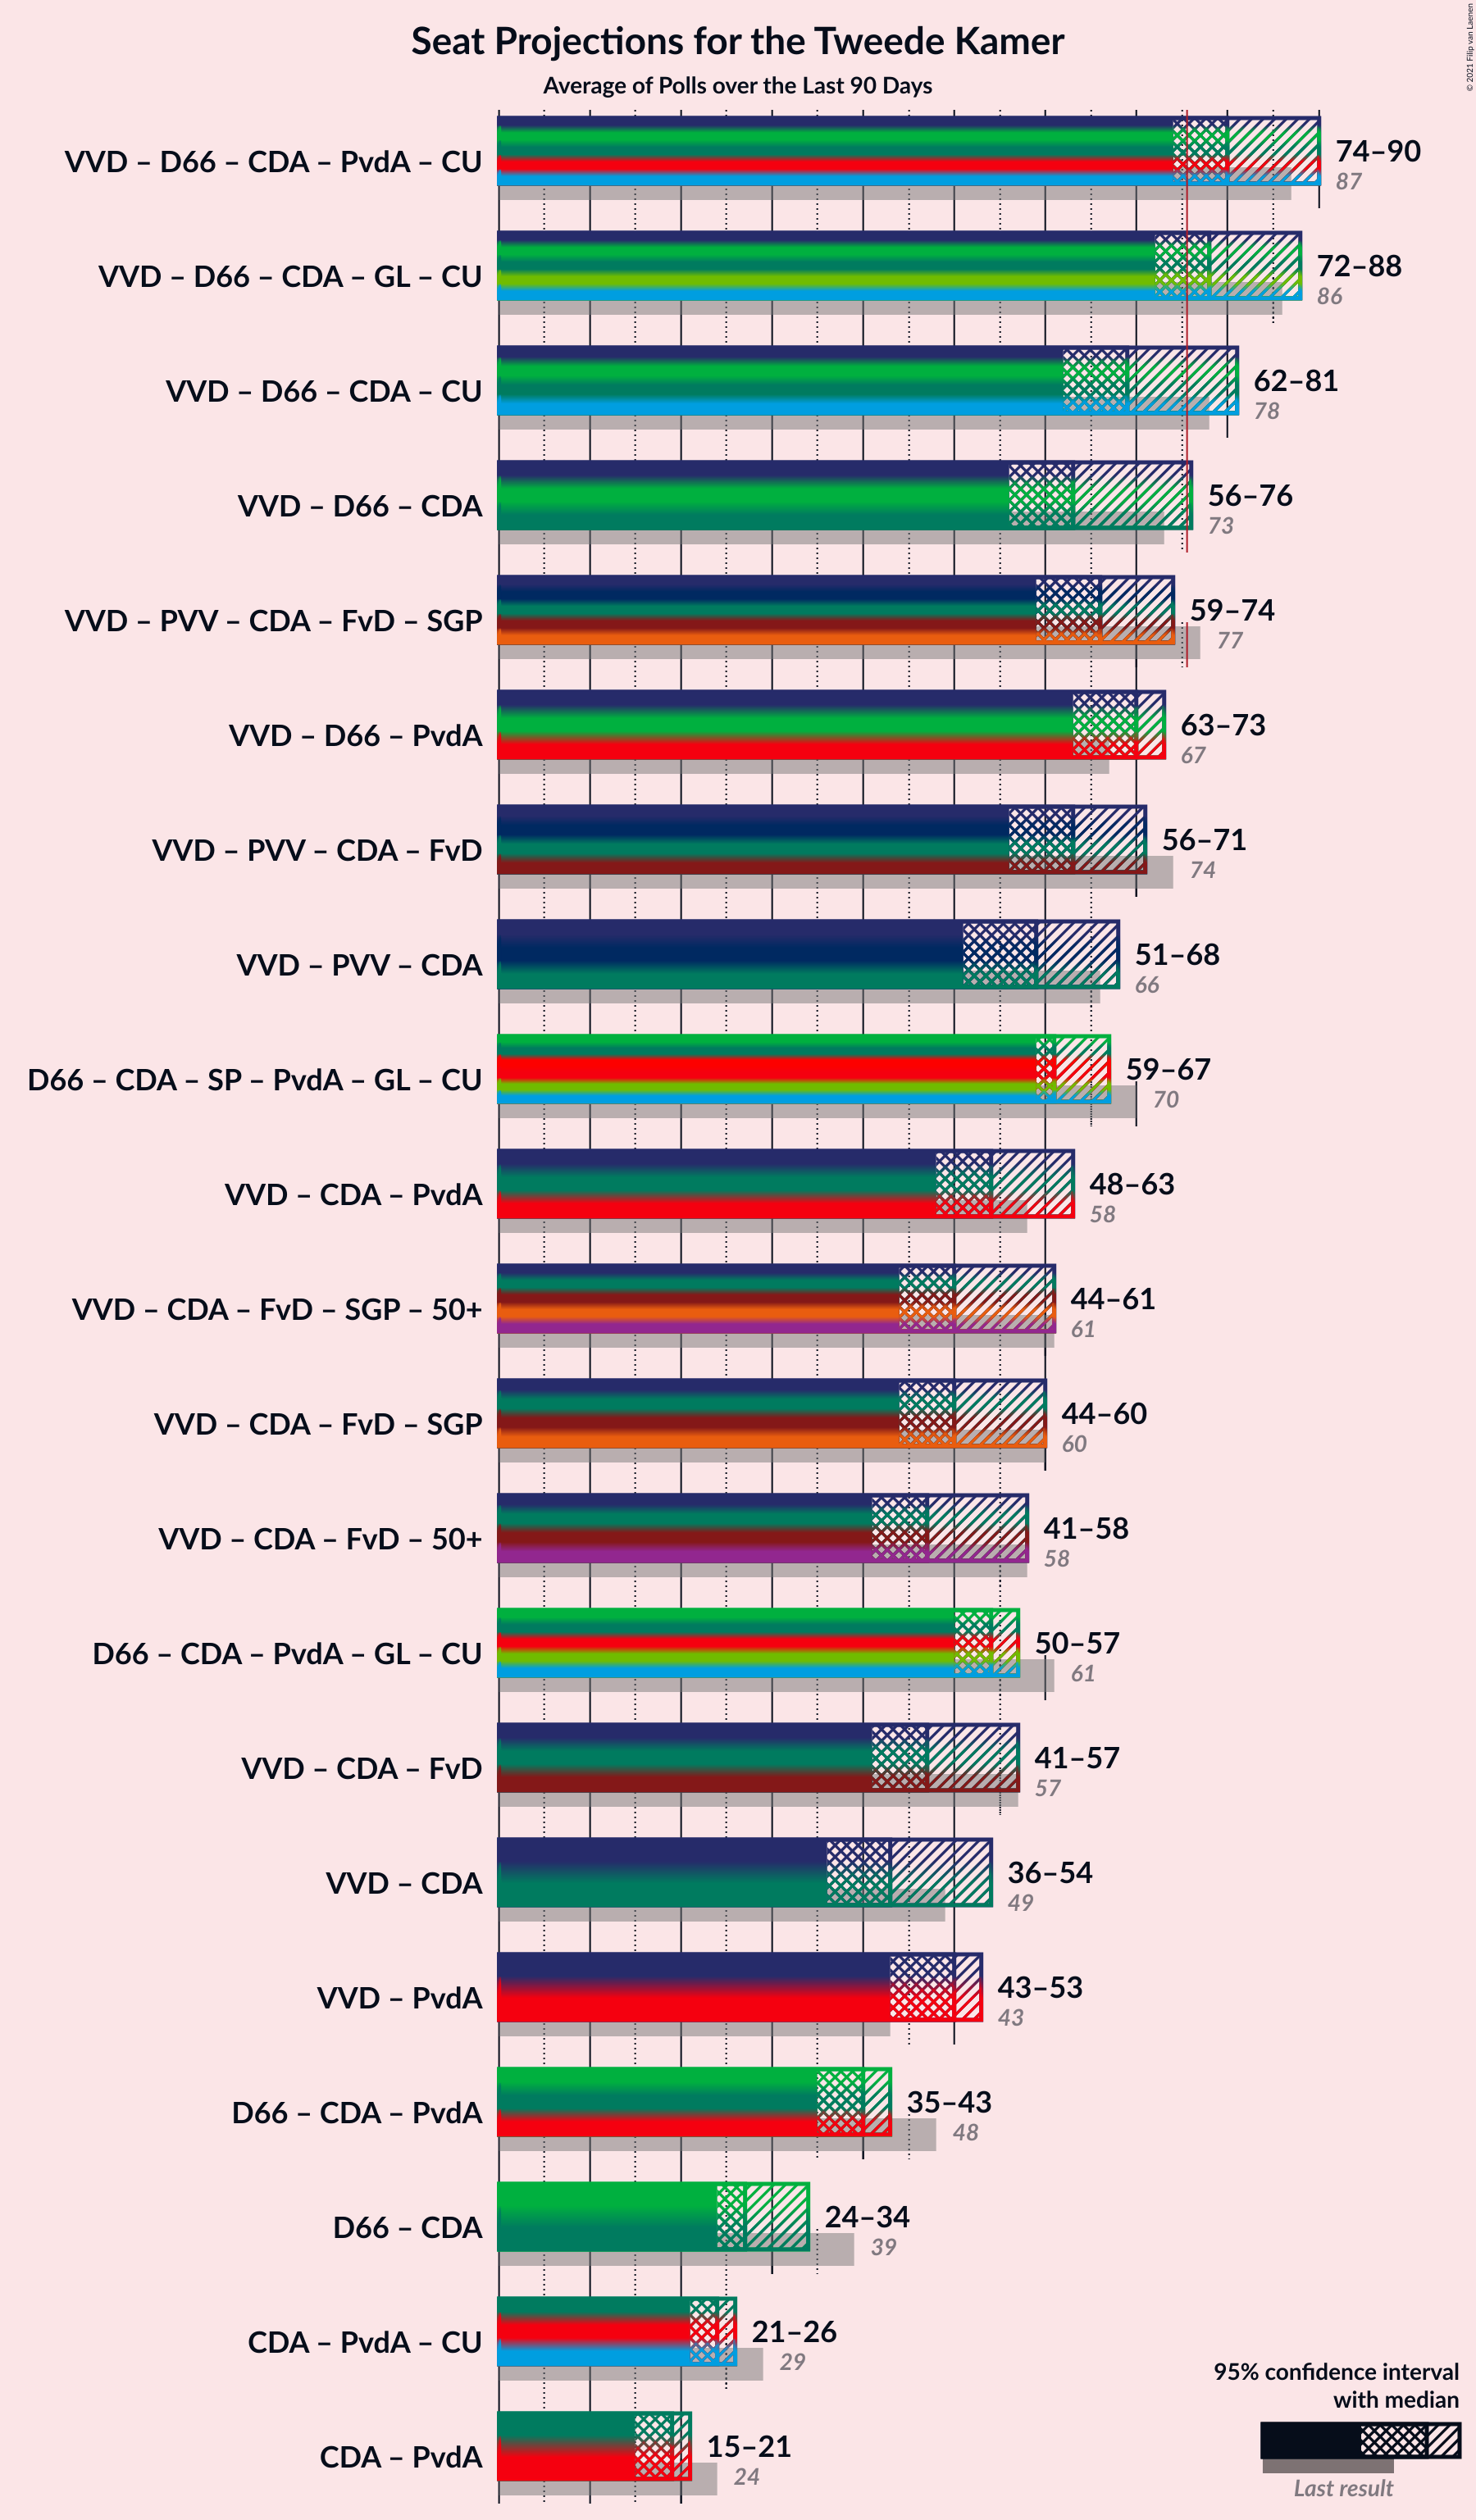 © 2021 Filip van Laenen
Seat Projections for the Tweede Kamer
Average of Polls over the Last 90 Days
VVD – D66 – CDA – PvdA – CU
74–90
87
VVD – D66 – CDA – GL – CU
72–88
86
VVD – D66 – CDA – CU
62–81
78
VVD – D66 – CDA
56–76
73
VVD – PVV – CDA – FvD – SGP
59–74
77
VVD – D66 – PvdA
63–73
67
VVD – PVV – CDA – FvD
56–71
74
VVD – PVV – CDA
51–68
66
D66 – CDA – SP – PvdA – GL – CU
59–67
70
VVD – CDA – PvdA
48–63
58
VVD – CDA – FvD – SGP – 50+
44–61
61
VVD – CDA – FvD – SGP
44–60
60
VVD – CDA – FvD – 50+
41–58
58
D66 – CDA – PvdA – GL – CU
50–57
61
VVD – CDA – FvD
41–57
57
VVD – CDA
36–54
49
VVD – PvdA
43–53
43
D66 – CDA – PvdA
35–43
48
D66 – CDA
24–34
39
CDA – PvdA – CU
21–26
29
CDA – PvdA
15–21
24
95% confidence interval
with median
Last result